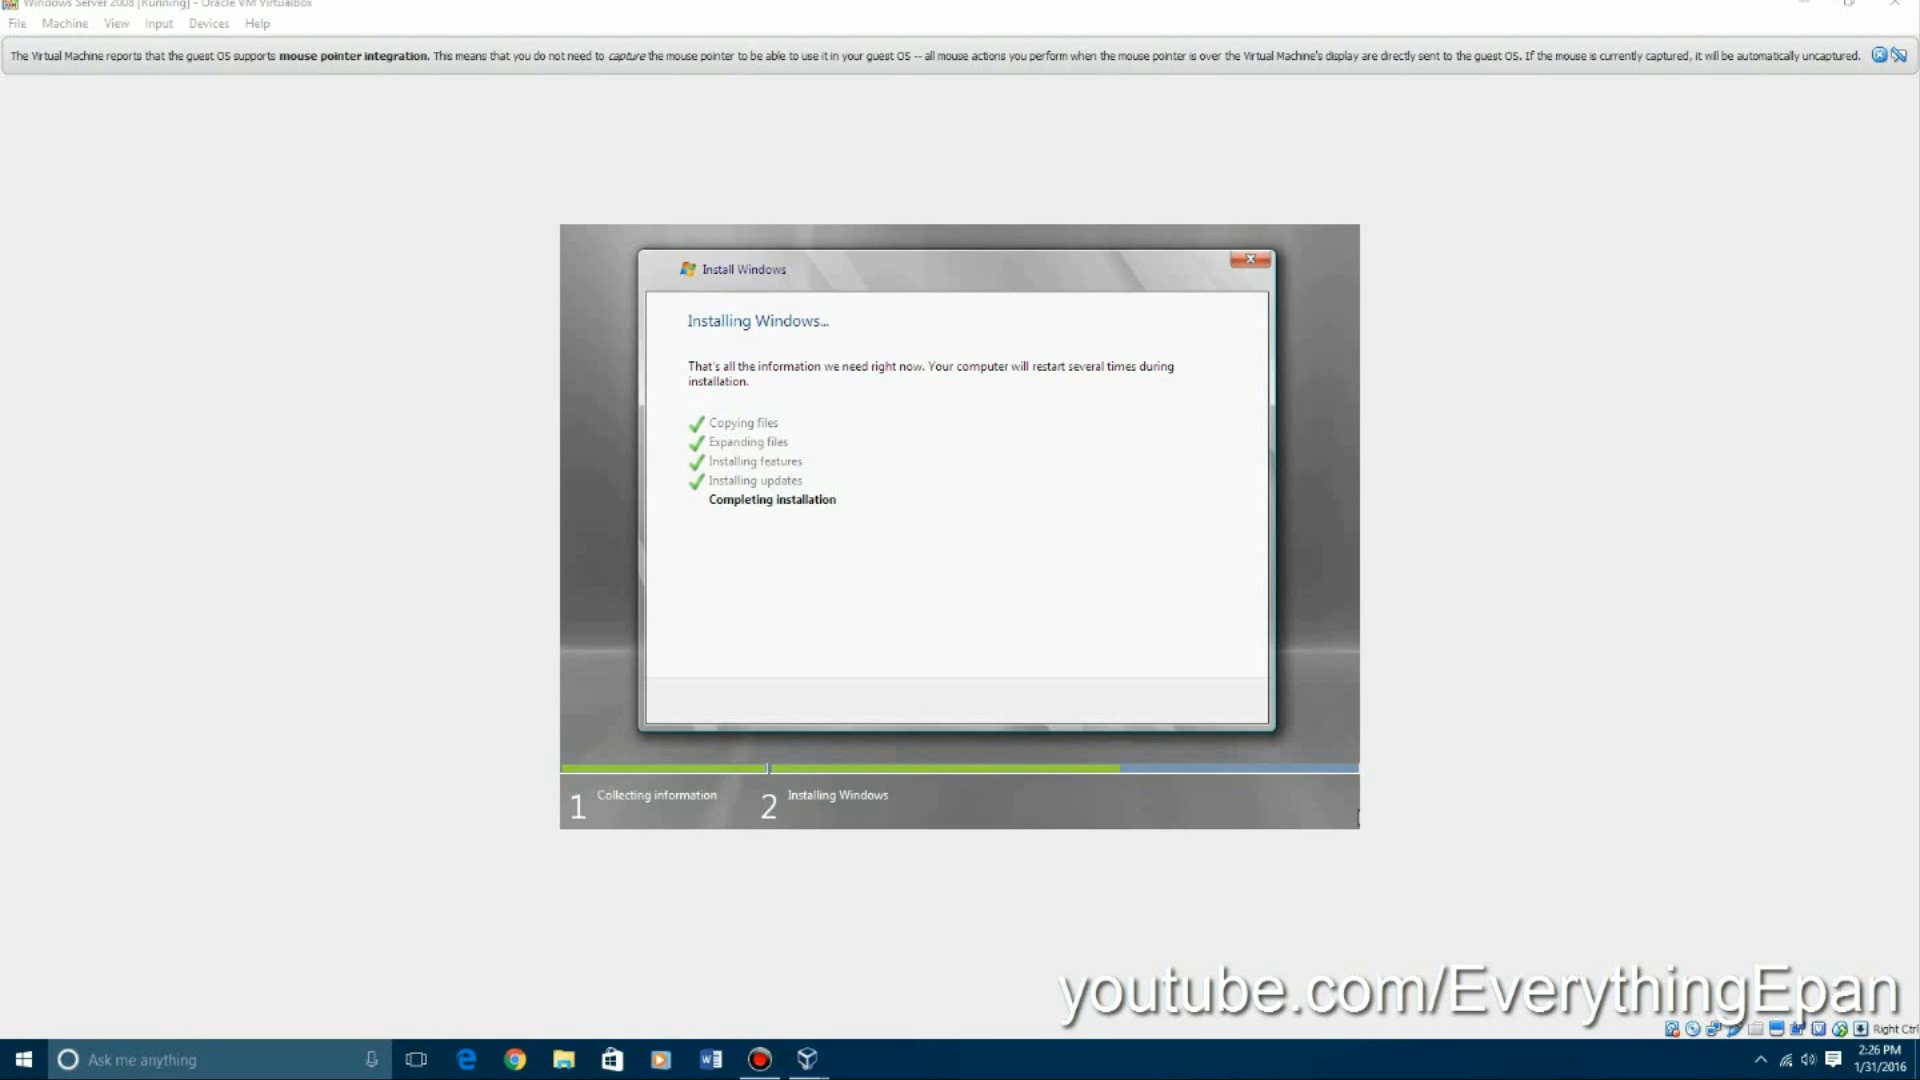 Windows Server 2008 [Running] - Oracle VM VirtualBox
File Machine View Input Devices Help
The Virtual Machine reports that the guest OS supports mouse pointer integration. This means that you do not need to capture the mouse pointer to be able to use it in your guest OS -- all mouse actions you perform when the mouse pointer is over the Virtual Machine's display are directly sent to the guest OS. If the mouse is currently captured, it will be automatically uncaptured.
Install Windows
Installing Windows...
That's all the information we need right now. Your computer will restart several times during
installation.
Copying files
Expanding files
Installing features
Installing updates
Completing installation
1 Collecting information 2 Installing Windows
youtube.com/EverythingEpan
Right Ctrl
Ask me anything
2:26 PM
1/31/2016